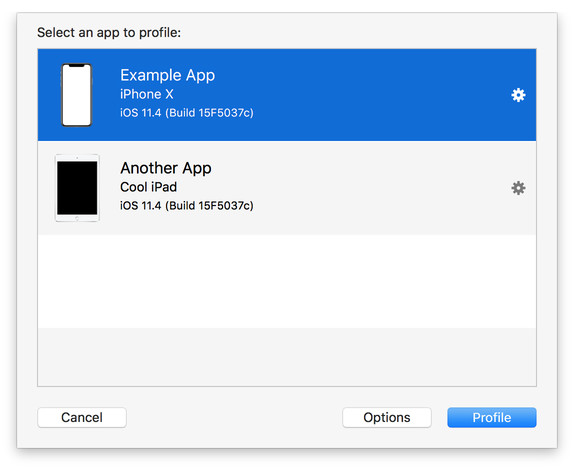 Select an app to profile:
Example App
iPhone X
iOS 11.4 (Build 15F5037c)
Another App
Cool iPad
iOS 11.4 (Build 15F5037c)
Cancel
Options
Profile